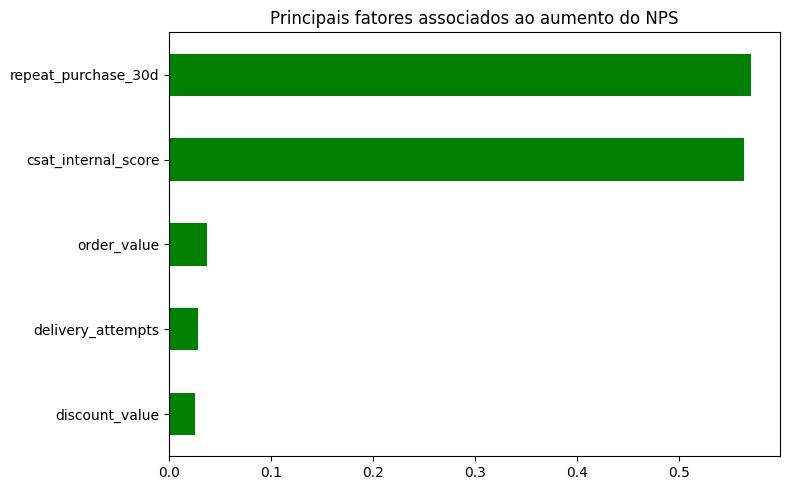 Principais fatores associados ao aumento do NPS
repeat_purchase_30d
csat_internal_score
order_value
delivery_attempts
discount_value
0.0 0.1 0.2 0.3 0.4 0.5